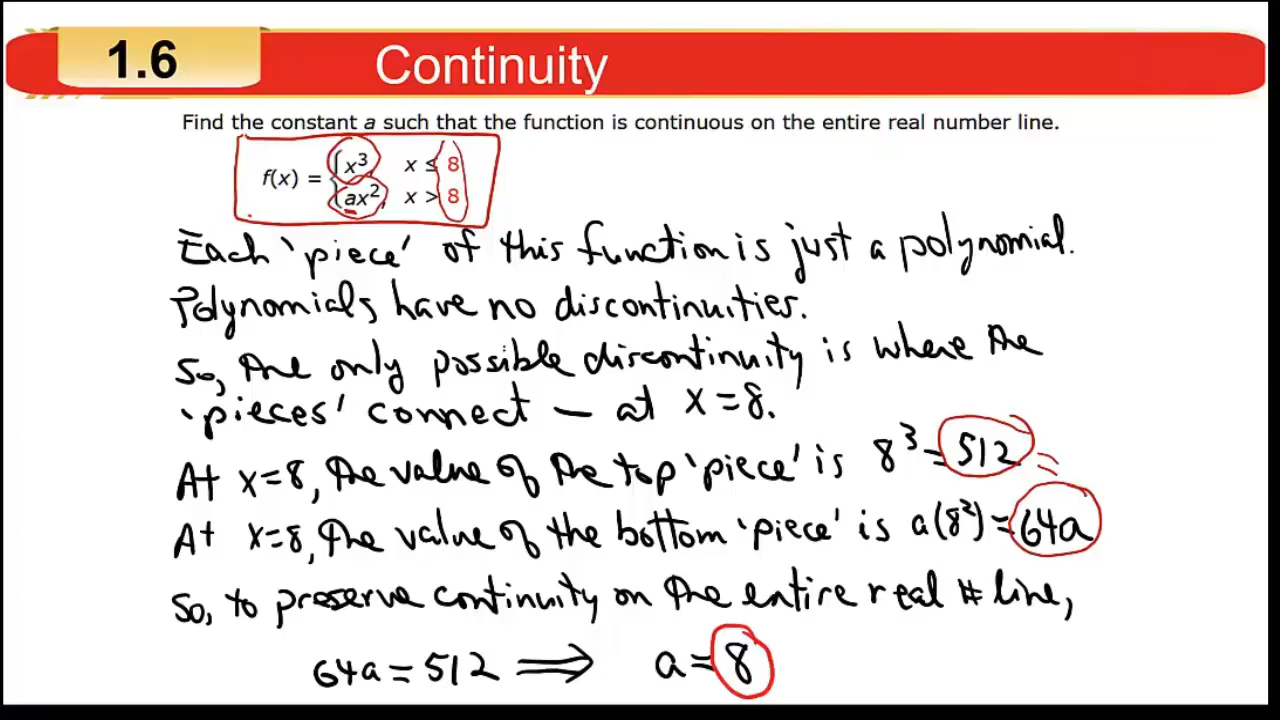 1.6 Continuity
Find the constant a such that the function is continuous on the entire real number line.
f(x) = { x³, x ≤ 8
ax², x > 8
Each 'piece' of this function is just a polynomial.
Polynomials have no discontinuities.
So, the only possible discontinuity is where the
'pieces' connect — at x = 8.
At x=8, the value of the top 'piece' is 8³ = 512 =
At x=8, the value of the bottom 'piece' is a(8²) = 64a
So, to preserve continuity on the entire real # line,
64a = 512 ⟹ a = 8